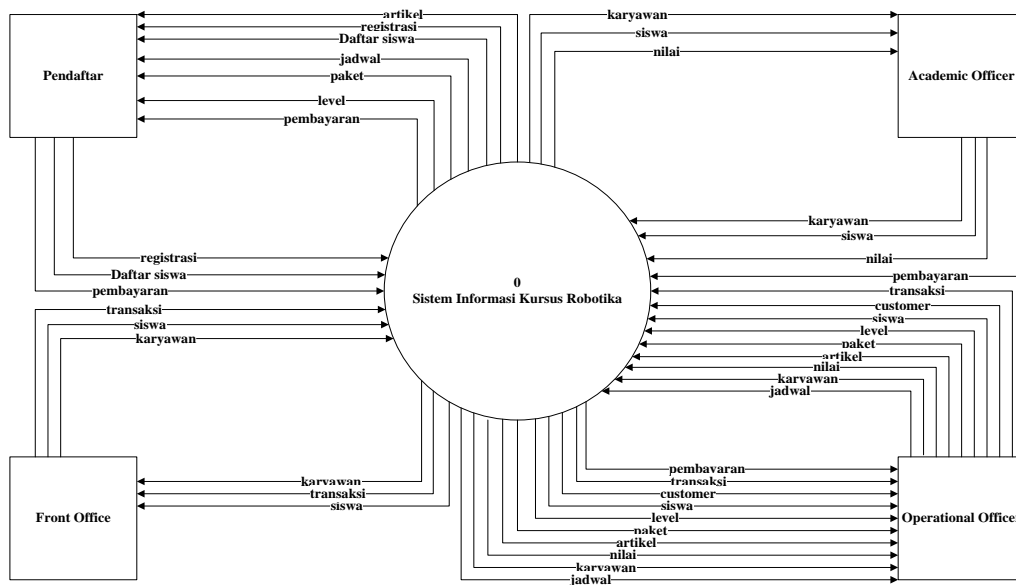 artikel
registrasi
Daftar siswa
jadwal
paket
level
pembayaran
Pendaftar
karyawan
siswa
nilai
Academic Officer
karyawan
siswa
nilai
registrasi
Daftar siswa
pembayaran
transaksi
siswa
karyawan
0
Sistem Informasi Kursus Robotika
pembayaran
transaksi
customer
siswa
level
paket
artikel
nilai
karyawan
jadwal
karyawan
transaksi
siswa
Front Office
pembayaran
transaksi
customer
siswa
level
paket
artikel
nilai
karyawan
jadwal
Operational Officer